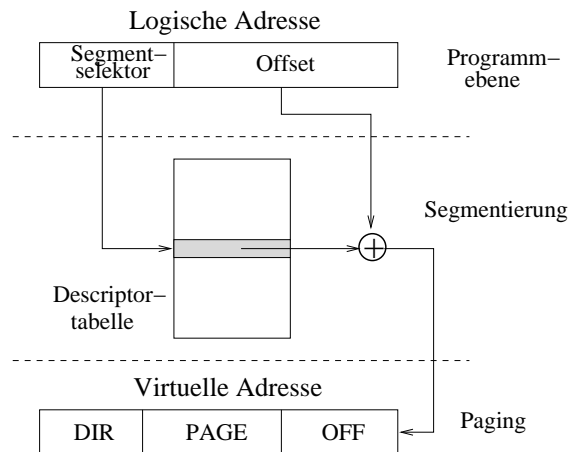 Logische Adresse
Segment–
selektor
Offset
Programm–
ebene
Segmentierung
Descriptor–
tabelle
Virtuelle Adresse
DIR
PAGE
OFF
Paging